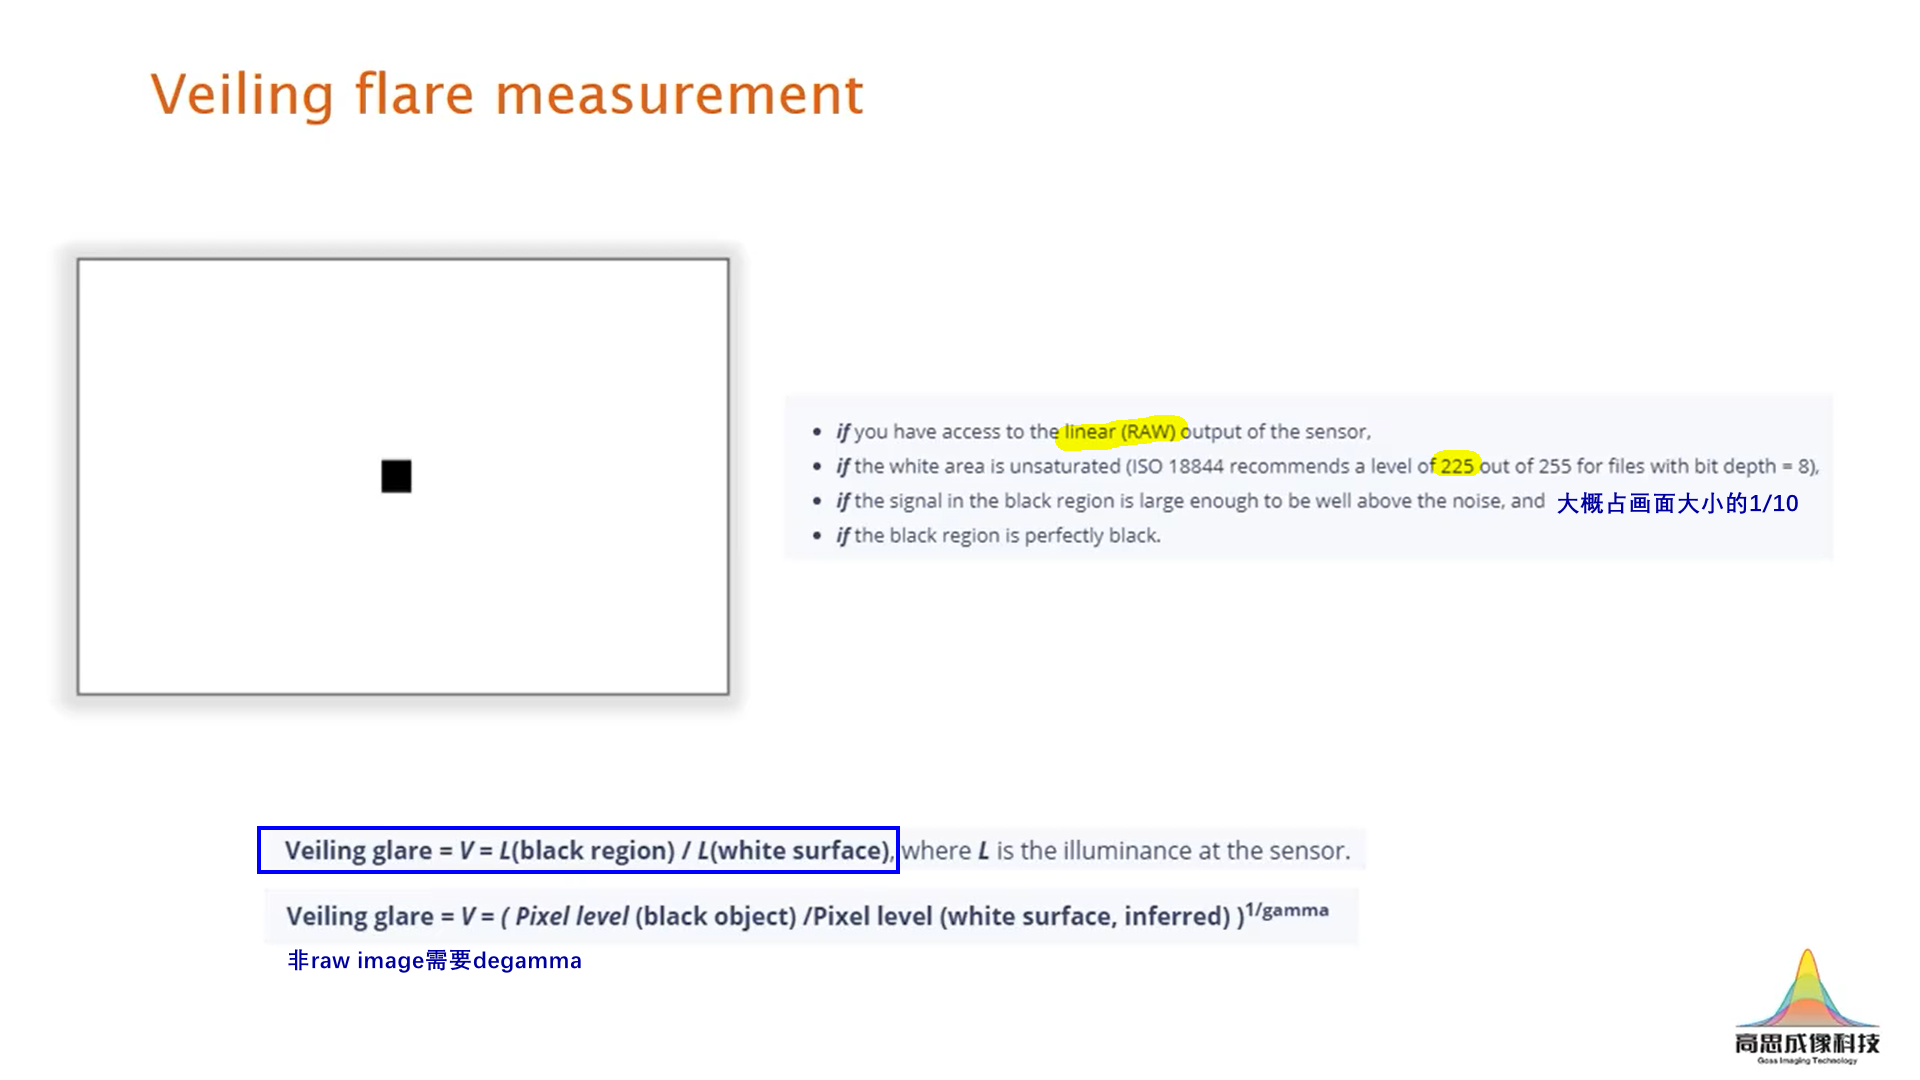 Veiling flare measurement
• if you have access to the linear (RAW) output of the sensor,
• if the white area is unsaturated (ISO 18844 recommends a level of 225 out of 255 for files with bit depth = 8),
• if the signal in the black region is large enough to be well above the noise, and 大概占画面大小的1/10
• if the black region is perfectly black.
Veiling glare = V = L(black region) / L(white surface), where L is the illuminance at the sensor.
Veiling glare = V = ( Pixel level (black object) /Pixel level (white surface, inferred) )^1/gamma
非raw image需要degamma
高思成像科技
Goss Imaging Technology